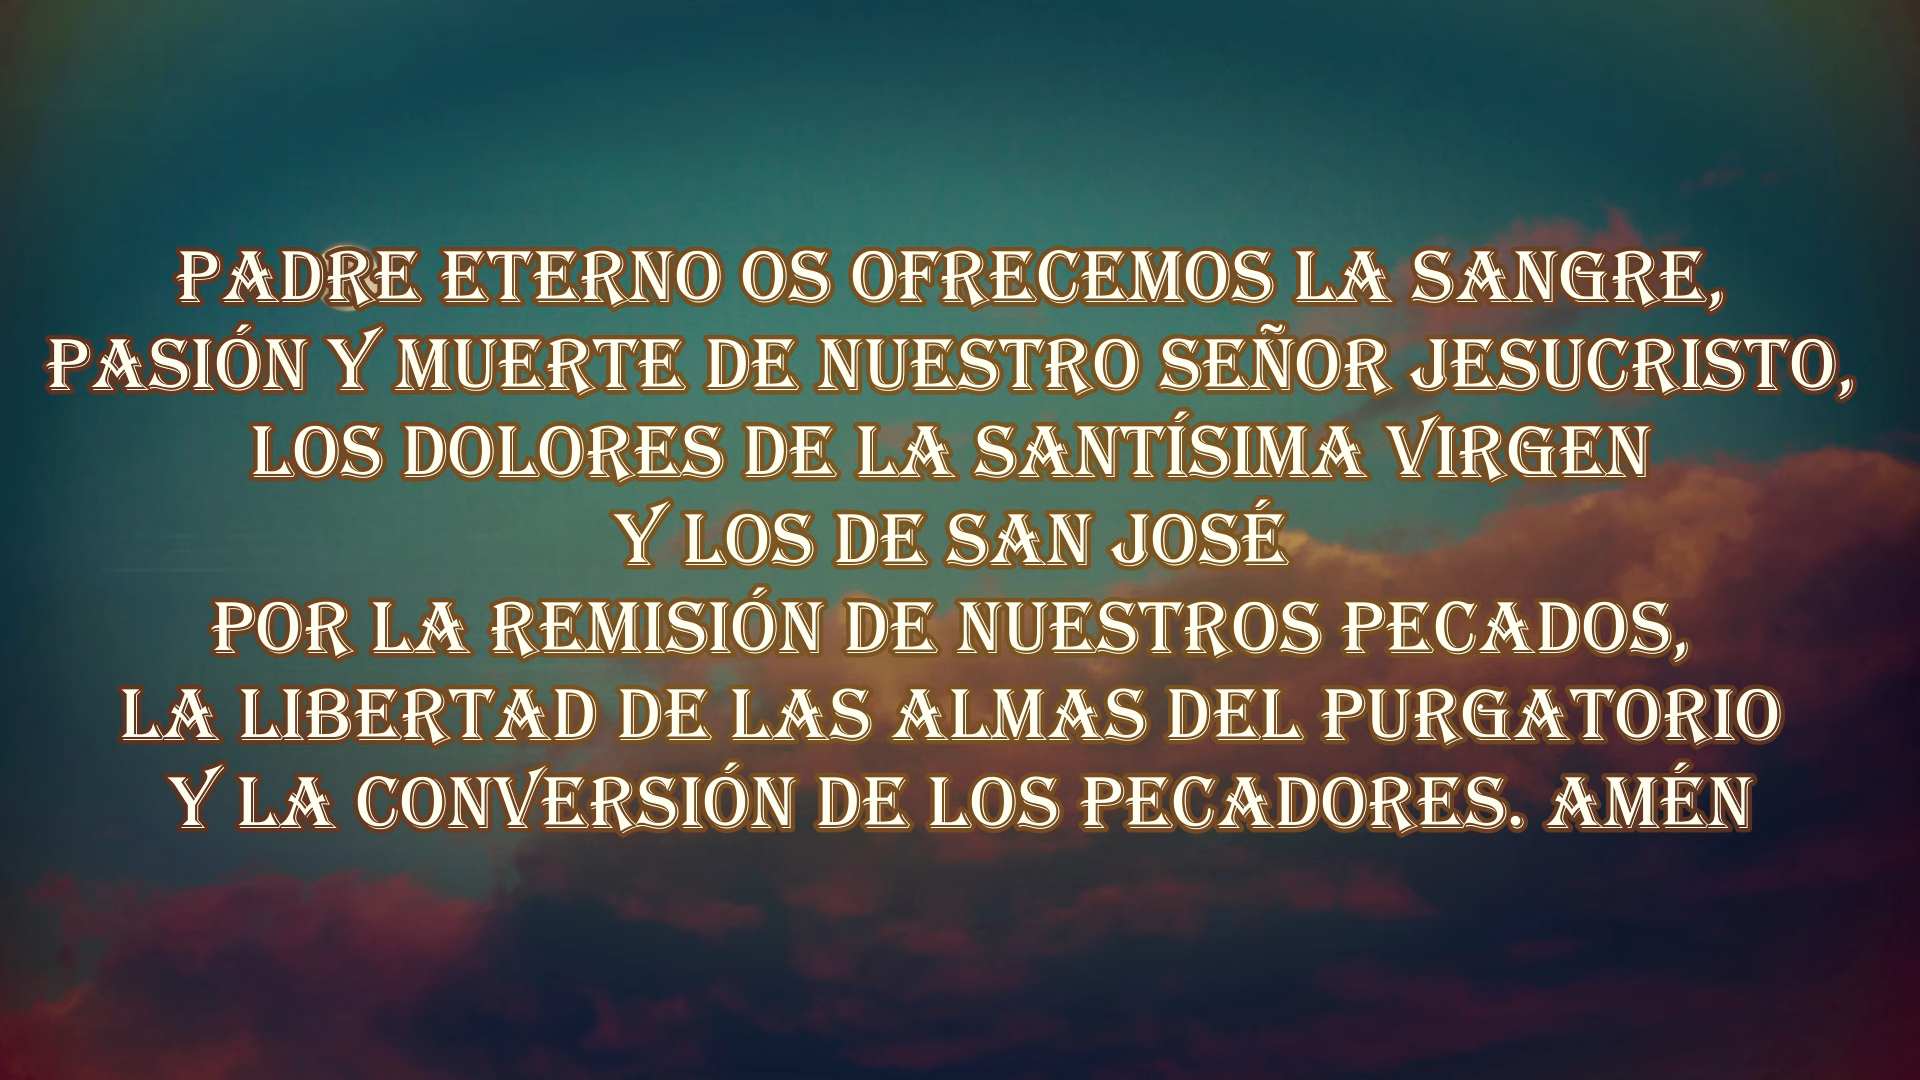 PADRE ETERNO OS OFRECEMOS LA SANGRE,
PASIÓN Y MUERTE DE NUESTRO SEÑOR JESUCRISTO,
LOS DOLORES DE LA SANTÍSIMA VIRGEN
Y LOS DE SAN JOSÉ
POR LA REMISIÓN DE NUESTROS PECADOS,
LA LIBERTAD DE LAS ALMAS DEL PURGATORIO
Y LA CONVERSIÓN DE LOS PECADORES. AMÉN